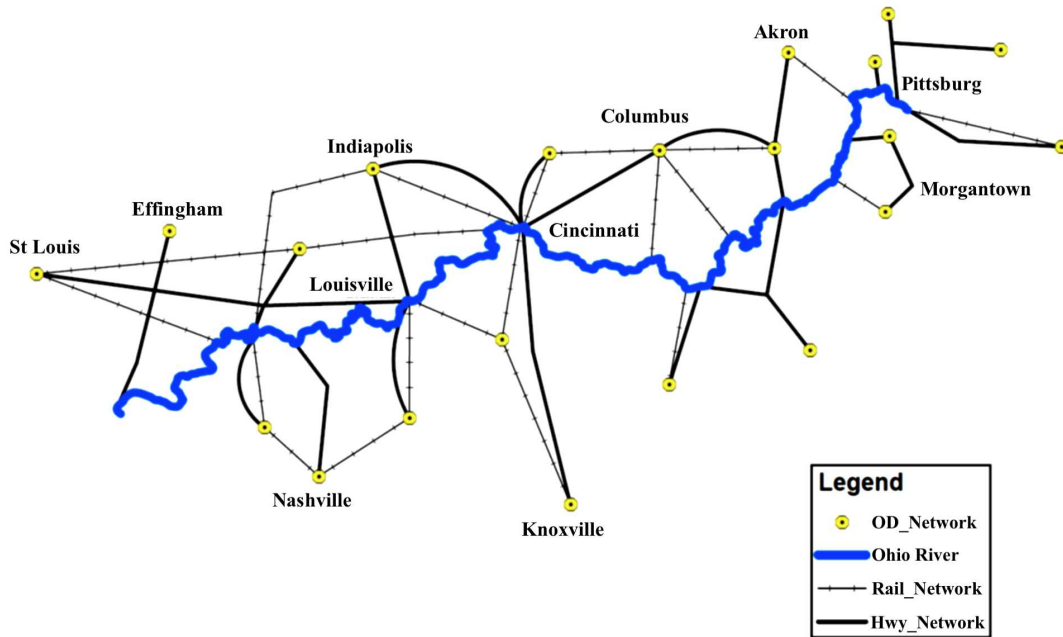 Akron
Pittsburg
Columbus
Indiapolis
Morgantown
Effingham
Cincinnati
St Louis
Louisville
Nashville
Knoxville
Legend
OD_Network
Ohio River
Rail_Network
Hwy_Network